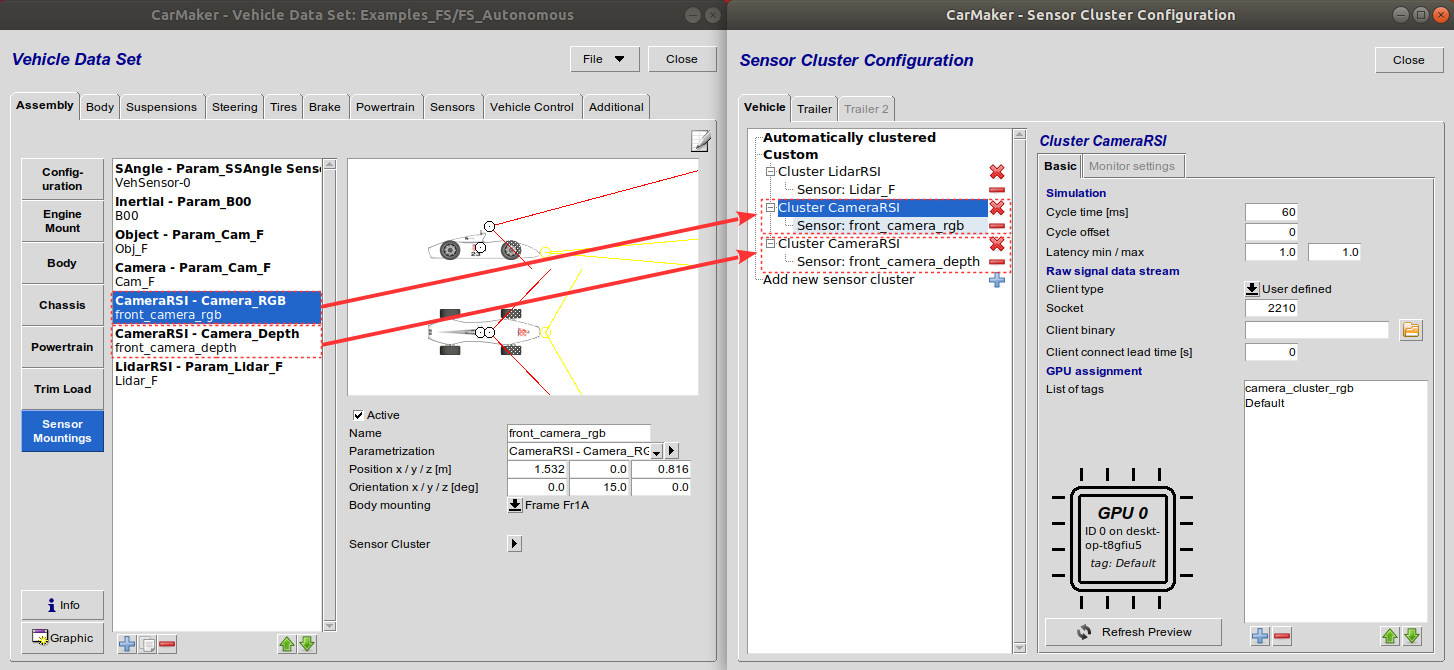 CarMaker - Vehicle Data Set: Examples_FS/FS_Autonomous
Vehicle Data Set
File
Close
Assembly
Body
Suspensions
Steering
Tires
Brake
Powertrain
Sensors
Vehicle Control
Additional
Config-
uration
Engine
Mount
Body
Chassis
Powertrain
Trim Load
Sensor
Mountings
Info
Graphic
SAngle - Param_SSAngle Sens
VehSensor-0
Inertial - Param_B00
B00
Object - Param_Cam_F
Obj_F
Camera - Param_Cam_F
Cam_F
CameraRSI - Camera_RGB
front_camera_rgb
CameraRSI - Camera_Depth
front_camera_depth
LidarRSI - Param_Lidar_F
Lidar_F
Active
Name
front_camera_rgb
Parametrization
CameraRSI - Camera_RG
Position x / y / z [m]
1.532
0.0
0.816
Orientation x / y / z [deg]
0.0
15.0
0.0
Body mounting
Frame Fr1A
Sensor Cluster
CarMaker - Sensor Cluster Configuration
Sensor Cluster Configuration
Close
Vehicle
Trailer
Trailer 2
Automatically clustered
Custom
Cluster LidarRSI
Sensor: Lidar_F
Cluster CameraRSI
Sensor: front_camera_rgb
Cluster CameraRSI
Sensor: front_camera_depth
Add new sensor cluster
Cluster CameraRSI
Basic
Monitor settings
Simulation
Cycle time [ms]
60
Cycle offset
0
Latency min / max
1.0
1.0
Raw signal data stream
Client type
User defined
Socket
2210
Client binary
Client connect lead time [s]
0
GPU assignment
List of tags
camera_cluster_rgb
Default
GPU 0
ID 0 on deskt-
op-t8gfiu5
tag: Default
Refresh Preview